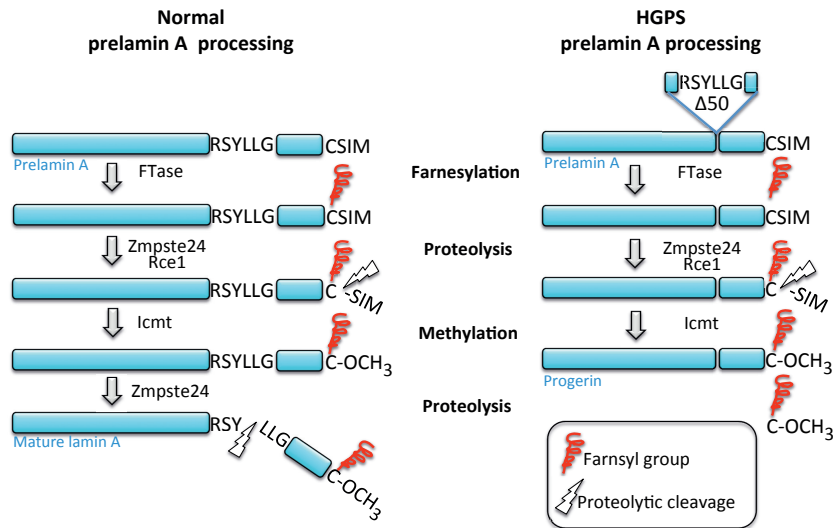 Normal
prelamin A processing
RSYLLG
CSIM
Prelamin A
FTase
RSYLLG
CSIM
Zmpste24
Rce1
RSYLLG
C
-SIM
Icmt
RSYLLG
C-OCH3
Zmpste24
RSY
LLG
Mature lamin A
C-OCH3
Farnesylation
Proteolysis
Methylation
Proteolysis
HGPS
prelamin A processing
RSYLLG
Δ50
CSIM
Prelamin A
FTase
CSIM
Zmpste24
Rce1
C
-SIM
Icmt
C-OCH3
Progerin
C-OCH3
Farnsyl group
Proteolytic cleavage